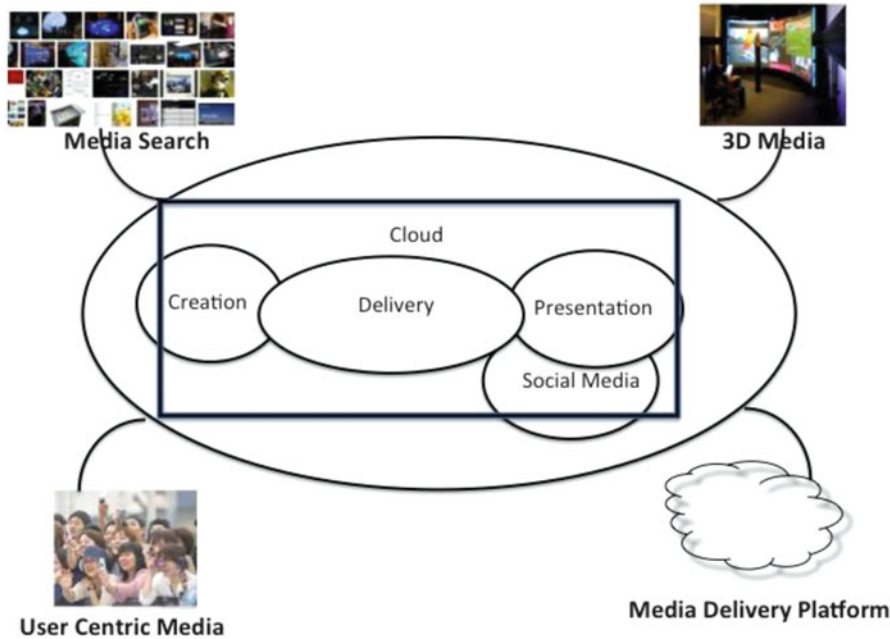 Media Search
3D Media
Cloud
Creation
Delivery
Presentation
Social Media
User Centric Media
Media Delivery Platform